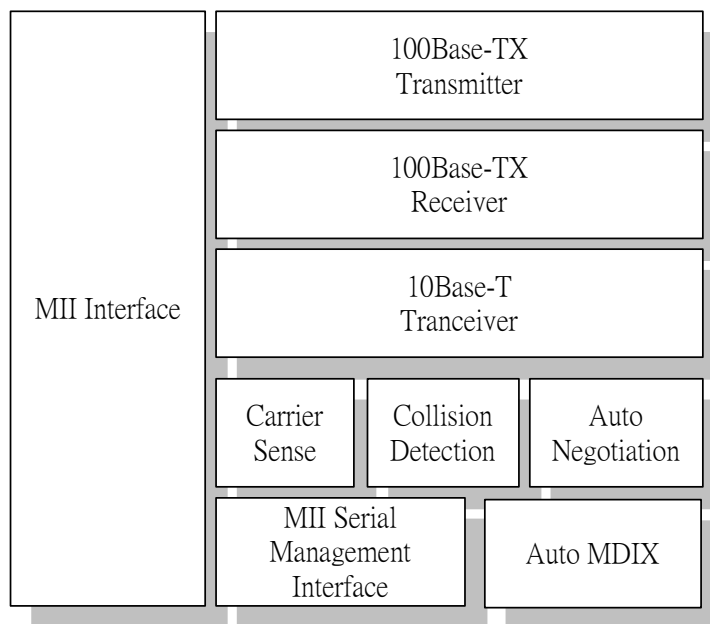 MII Interface
100Base-TX
Transmitter
100Base-TX
Receiver
10Base-T
Tranceiver
Carrier
Sense
Collision
Detection
Auto
Negotiation
MII Serial
Management
Interface
Auto MDIX